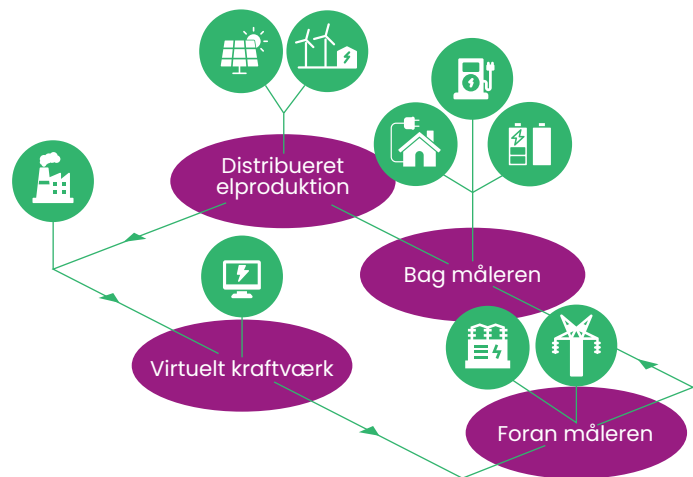 Distribueret
elproduktion
Bag måleren
Virtuelt kraftværk
Foran måleren